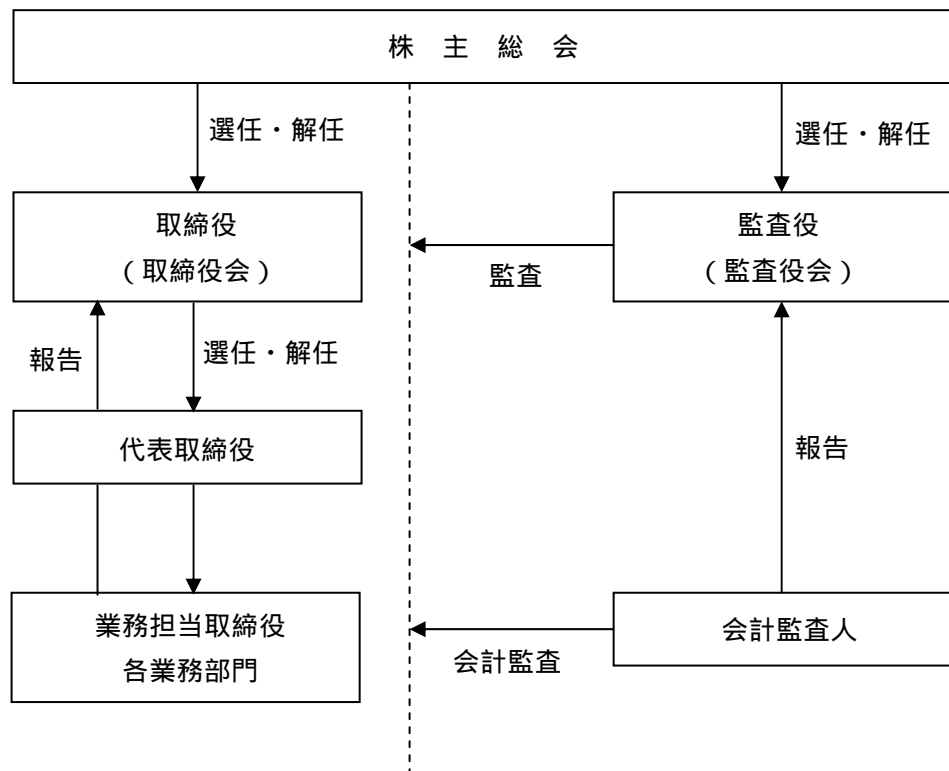 株 主 総 会
選任・解任
選任・解任
取締役
(取締役会)
監査役
(監査役会)
監査
報告
選任・解任
代表取締役
報告
業務担当取締役
各業務部門
会計監査人
会計監査